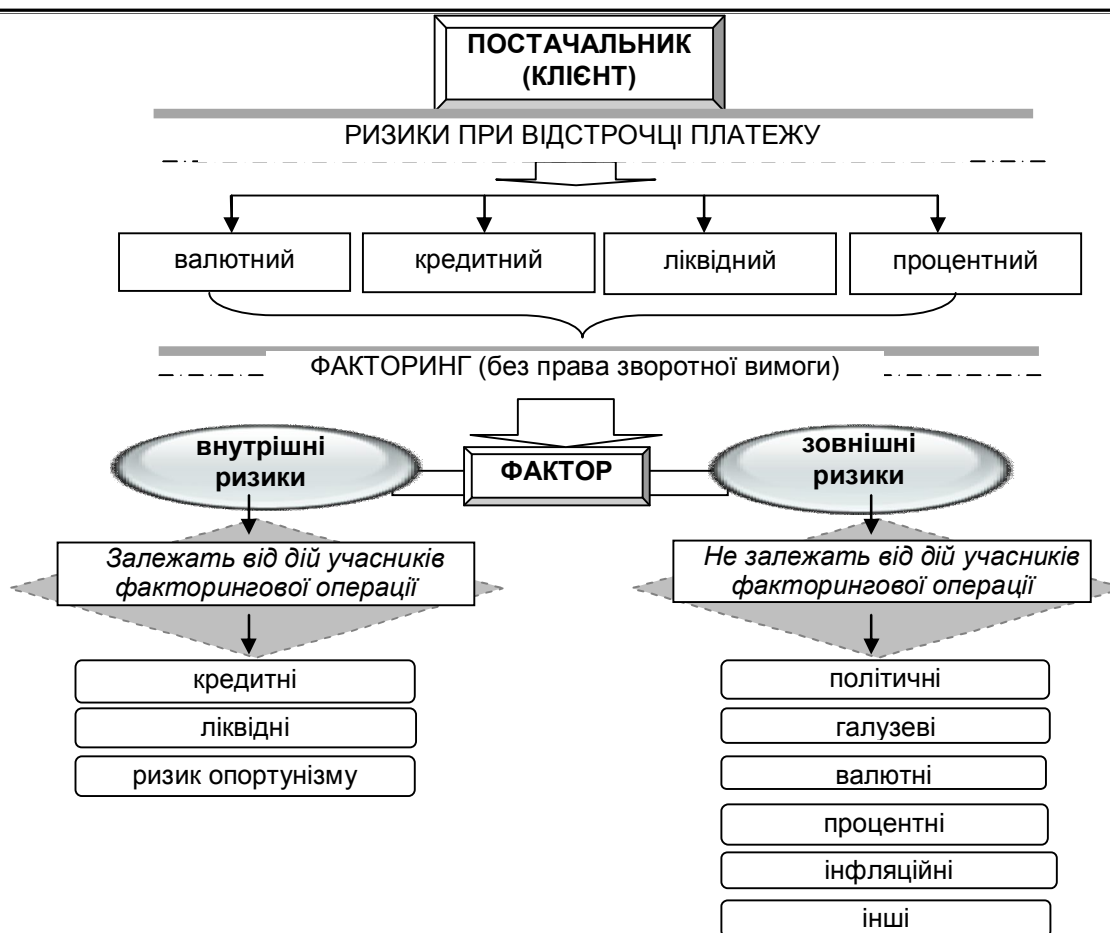 ПОСТАЧАЛЬНИК
(КЛІЄНТ)
РИЗИКИ ПРИ ВІДСТРОЧЦІ ПЛАТЕЖУ
валютний
кредитний
ліквідний
процентний
ФАКТОРИНГ (без права зворотної вимоги)
внутрішні
ризики
ФАКТОР
зовнішні
ризики
Залежать від дій учасників
факторингової операції
Не залежать від дій учасників
факторингової операції
кредитні
ліквідні
ризик опортунізму
політичні
галузеві
валютні
процентні
інфляційні
інші